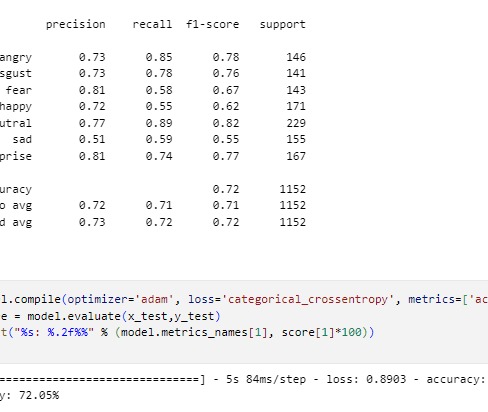 precision recall f1-score support
angry 0.73 0.85 0.78 146
sgust 0.73 0.78 0.76 141
fear 0.81 0.58 0.67 143
happy 0.72 0.55 0.62 171
utral 0.77 0.89 0.82 229
sad 0.51 0.59 0.55 155
prise 0.81 0.74 0.77 167
uracy 0.72 1152
o avg 0.72 0.71 0.71 1152
d avg 0.73 0.72 0.72 1152
l.compile(optimizer='adam', loss='categorical_crossentropy', metrics=['ac
e = model.evaluate(x_test,y_test)
t("%s: %.2f%%" % (model.metrics_names[1], score[1]*100))
==============================] - 5s 84ms/step - loss: 0.8903 - accuracy:
y: 72.05%